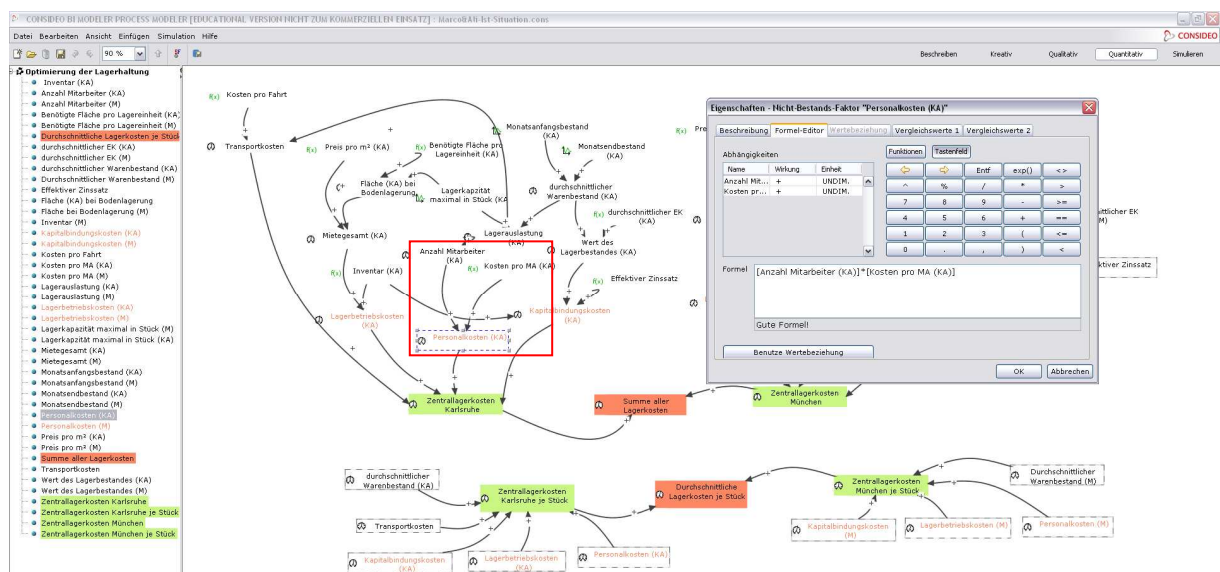 CONSIDEO BI MODELER PROCESS MODELER [EDUCATIONAL VERSION NICHT ZUM KOMMERZIELLEN EINSATZ] : Marco&Ali-Ist-Situation.cons
Datei Bearbeiten Ansicht Einfügen Simulation Hilfe
CONSIDEO
90 %
Beschreiben Kreativ Qualitativ Quantitativ Simulieren
Optimierung der Lagerhaltung
Inventar (KA)
Anzahl Mitarbeiter (KA)
Anzahl Mitarbeiter (M)
Benötigte Fläche pro Lagereinheit (KA)
Benötigte Fläche pro Lagereinheit (M)
Durchschnittliche Lagerkosten je Stück
durchschnittlicher EK (KA)
durchschnittlicher EK (M)
durchschnittlicher Warenbestand (KA)
Durchschnittlicher Warenbestand (M)
Effektiver Zinssatz
Fläche (KA) bei Bodenlagerung
Fläche bei Bodenlagerung (M)
Inventar (M)
Kapitalbindungskosten (KA)
Kapitalbindungskosten (M)
Kosten pro Fahrt
Kosten pro MA (KA)
Kosten pro MA (M)
Lagerauslastung (KA)
Lagerauslastung (M)
Lagerbetriebskosten (KA)
Lagerbetriebskosten (M)
Lagerkapazität maximal in Stück (M)
Lagerkapzität maximal in Stück (KA)
Mietegesamt (KA)
Mietegesamt (M)
Monatsanfangsbestand (KA)
Monatsanfangsbestand (M)
Monatsendbestand (KA)
Monatsendbestand (M)
Personalkosten (KA)
Personalkosten (M)
Preis pro m² (KA)
Preis pro m² (M)
Summe aller Lagerkosten
Transportkosten
Wert des Lagerbestandes (KA)
Wert des Lagerbestandes (M)
Zentrallagerkosten Karlsruhe
Zentrallagerkosten Karlsruhe je Stück
Zentrallagerkosten München
Zentrallagerkosten München je Stück
f(x) Kosten pro Fahrt
Transportkosten
f(x) Preis pro m² (KA)
f(x) Benötigte Fläche pro
Lagereinheit (KA)
Monatsanfangsbestand
(KA)
Monatsendbestand
(KA)
Fläche (KA) bei
Bodenlagerung
Lagerkapzität
maximal in Stück (KA)
durchschnittlicher
Warenbestand (KA)
f(x) durchschnittlicher EK
(KA)
Mietegesamt (KA)
Lagerauslastung
(KA)
Wert des
Lagerbestandes (KA)
Anzahl Mitarbeiter
(KA)
f(x) Kosten pro MA
(KA)
f(x) Inventar (KA)
f(x) Effektiver Zinssatz
Lagerbetriebskosten
(KA)
Kapitalbindungskosten
(KA)
Personalkosten (KA)
Zentrallagerkosten
Karlsruhe
Summe aller
Lagerkosten
Zentrallagerkosten
München
f(x) Pre
ittlicher EK
(M)
ktiver Zinssatz
Eigenschaften - Nicht-Bestands-Faktor "Personalkosten (KA)"
Beschreibung Formel-Editor Wertebeziehung Vergleichswerte 1 Vergleichswerte 2
Abhängigkeiten
Name Wirkung Einheit
Anzahl Mit... + UNDIM.
Kosten pr... + UNDIM.
Funktionen Tastenfeld
Entf exp() <>
^ % / * >
7 8 9 - >=
4 5 6 + ==
1 2 3 ( <=
0 . , ) <
Formel
[Anzahl Mitarbeiter (KA)]*[Kosten pro MA (KA)]
Gute Formel!
Benutze Wertebeziehung
OK Abbrechen
durchschnittlicher
Warenbestand (KA)
Transportkosten
Kapitalbindungskosten
(KA)
Lagerbetriebskosten
(KA)
Personalkosten (KA)
Zentrallagerkosten
Karlsruhe je Stück
Durchschnittliche
Lagerkosten je Stück
Zentrallagerkosten
München je Stück
Durchschnittlicher
Warenbestand (M)
Kapitalbindungskosten
(M)
Lagerbetriebskosten (M)
Personalkosten (M)